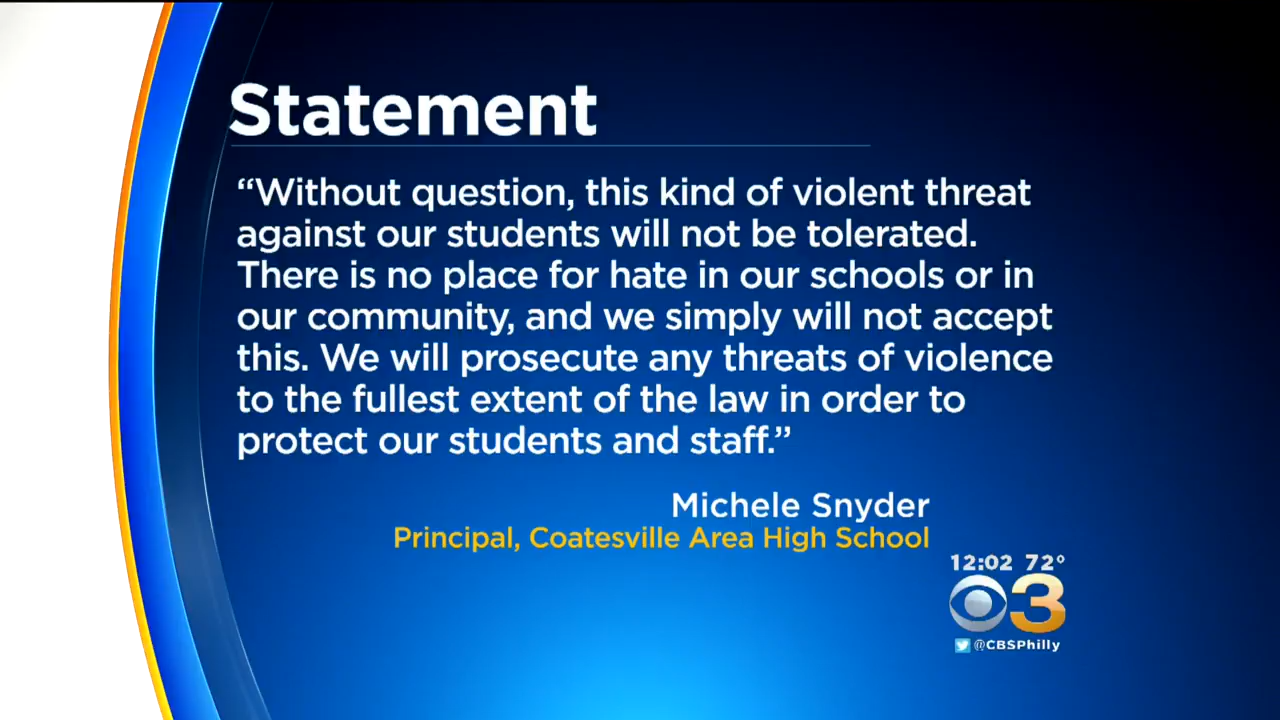 Statement
“Without question, this kind of violent threat
against our students will not be tolerated.
There is no place for hate in our schools or in
our community, and we simply will not accept
this. We will prosecute any threats of violence
to the fullest extent of the law in order to
protect our students and staff.”
Michele Snyder
Principal, Coatesville Area High School
12:02 72°
3
@CBSPhilly